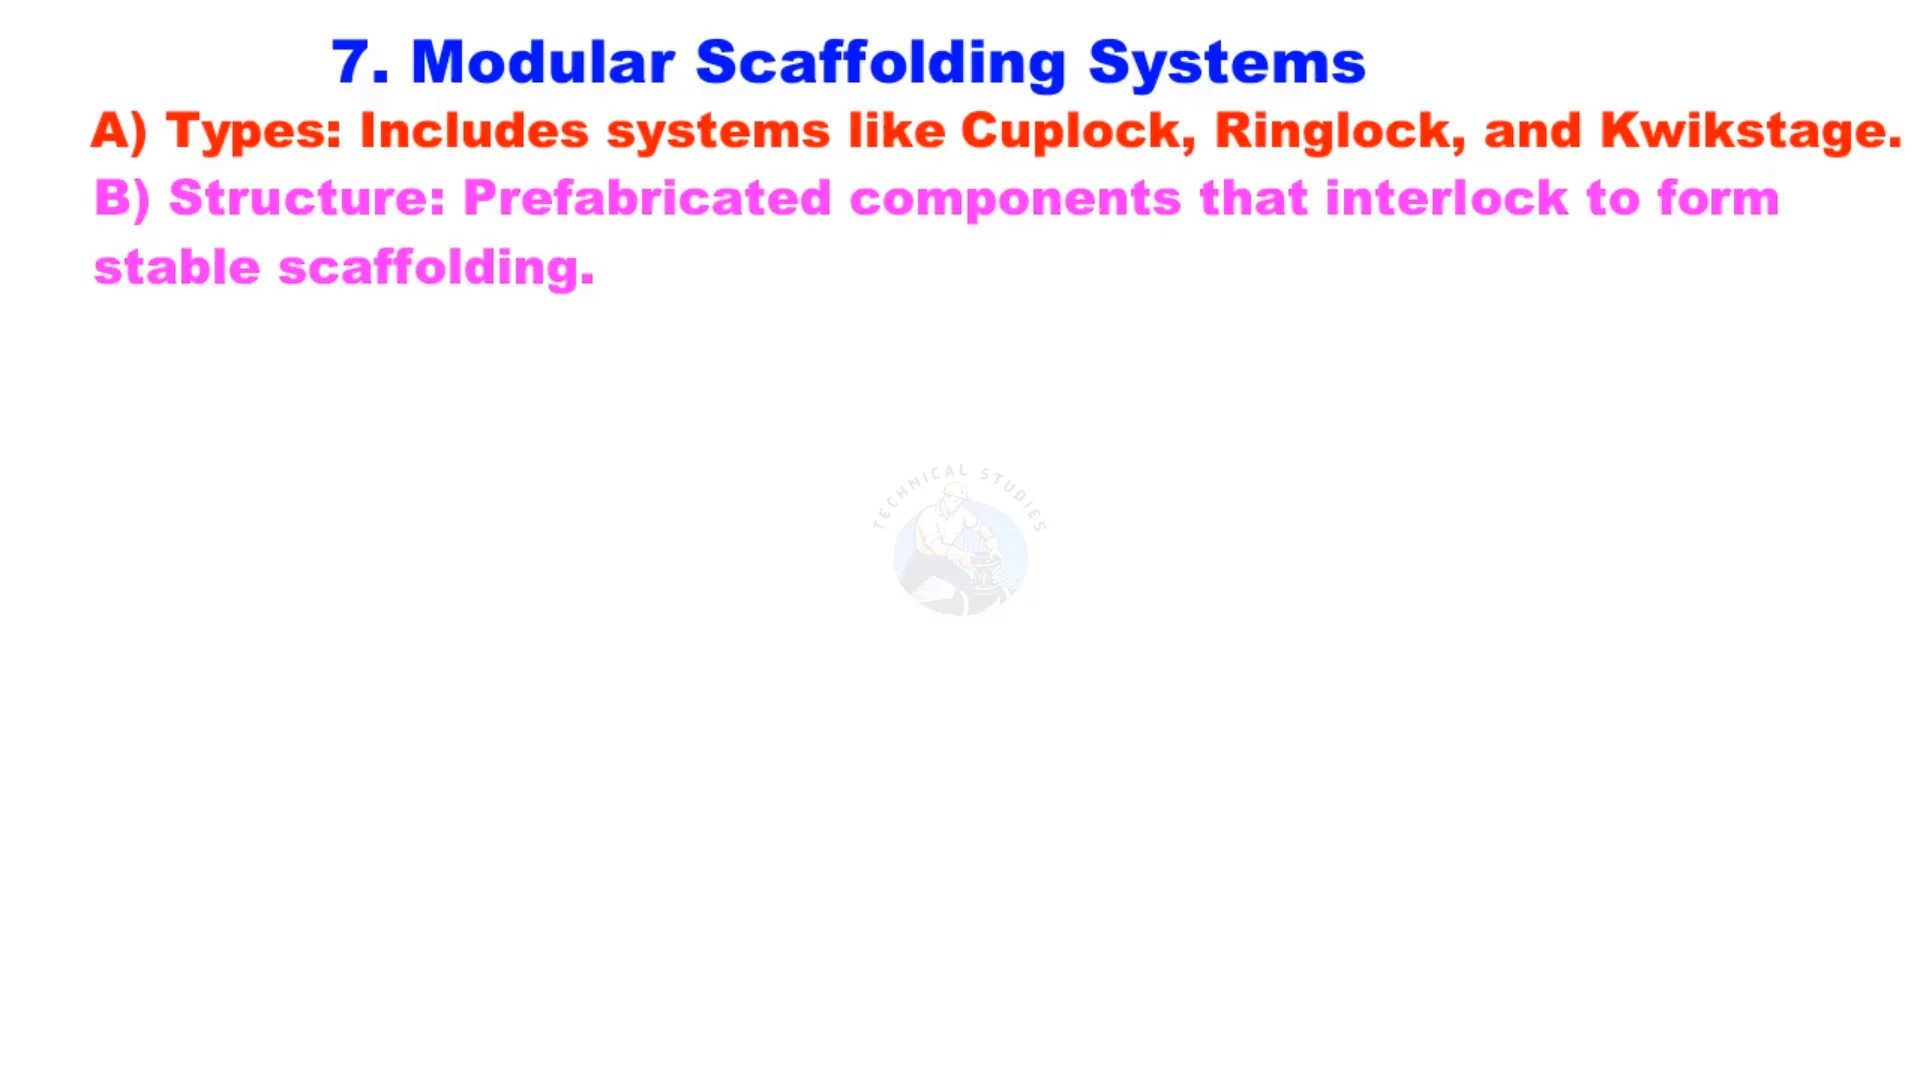 7. Modular Scaffolding Systems
A) Types: Includes systems like Cuplock, Ringlock, and Kwikstage.
B) Structure: Prefabricated components that interlock to form
stable scaffolding.
TECHNICAL STUDIES